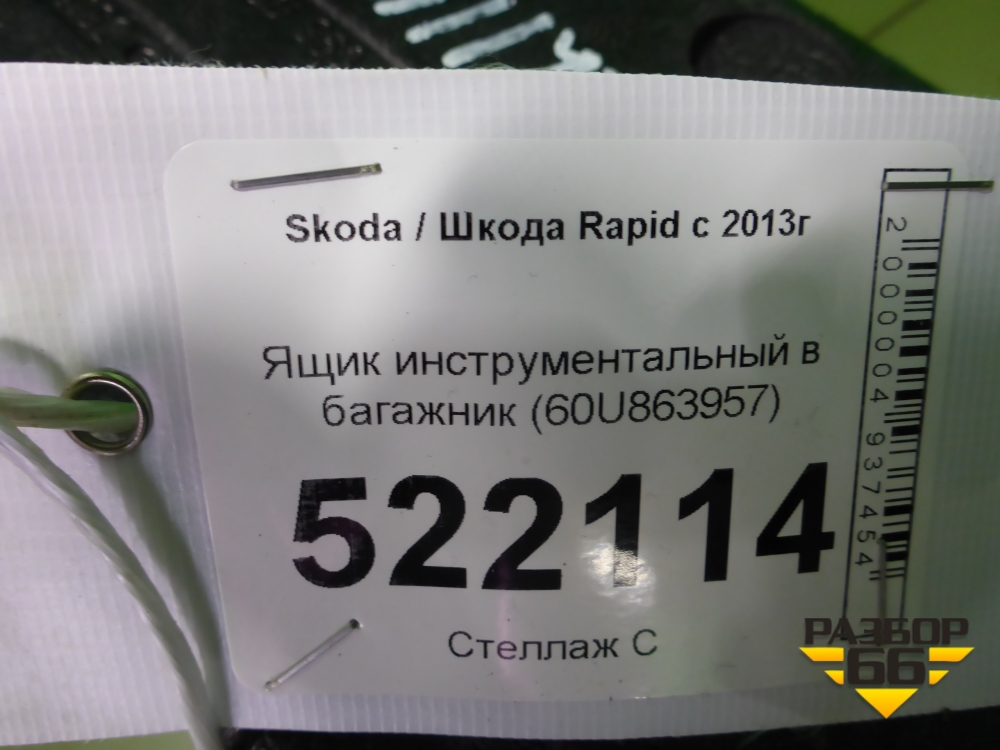 Skoda / Шкода Rapid с 2013г
Ящик инструментальный в
багажник (60U863957)
522114
Стеллаж С
2000004937454
РАЗБОР
66